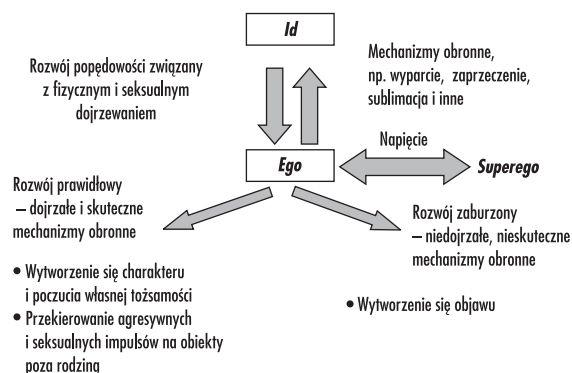 Id
Rozwój popędowości związany
z fizycznym i seksualnym
dojrzewaniem
Mechanizmy obronne,
np. wyparcie, zaprzeczenie,
sublimacja i inne
Napięcie
Ego
Superego
Rozwój prawidłowy
– dojrzałe i skuteczne
mechanizmy obronne
• Wytworzenie się charakteru
i poczucia własnej tożsamości
• Przekierowanie agresywnych
i seksualnych impulsów na obiekty
poza rodziną
Rozwój zaburzony
– niedojrzałe, nieskuteczne
mechanizmy obronne
• Wytworzenie się objawu